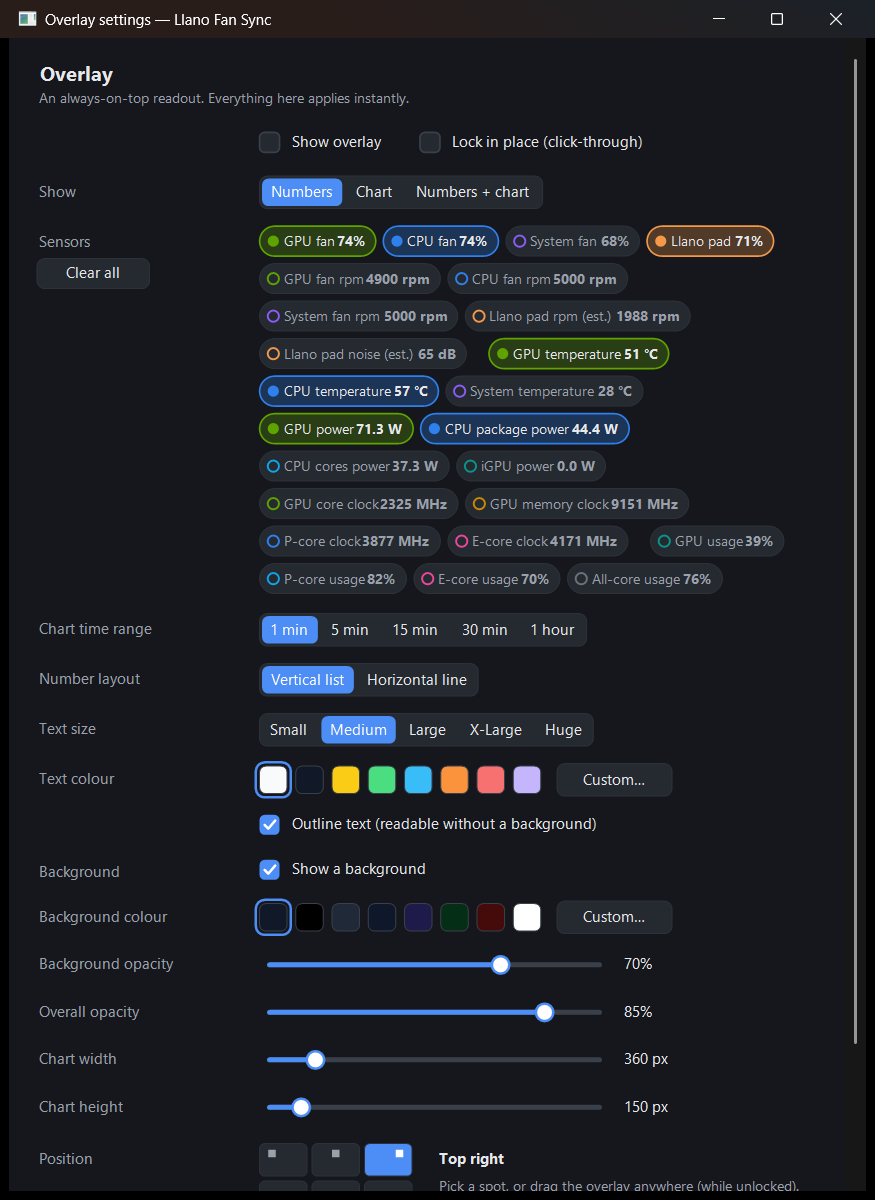 Overlay settings — Llano Fan Sync
Overlay
An always-on-top readout. Everything here applies instantly.
Show overlay Lock in place (click-through)
Show Numbers Chart Numbers + chart
Sensors GPU fan 74% CPU fan 74% System fan 68% Llano pad 71%
Clear all GPU fan rpm 4900 rpm CPU fan rpm 5000 rpm
System fan rpm 5000 rpm Llano pad rpm (est.) 1988 rpm
Llano pad noise (est.) 65 dB GPU temperature 51 °C
CPU temperature 57 °C System temperature 28 °C
GPU power 71.3 W CPU package power 44.4 W
CPU cores power 37.3 W iGPU power 0.0 W
GPU core clock 2325 MHz GPU memory clock 9151 MHz
P-core clock 3877 MHz E-core clock 4171 MHz GPU usage 39%
P-core usage 82% E-core usage 70% All-core usage 76%
Chart time range 1 min 5 min 15 min 30 min 1 hour
Number layout Vertical list Horizontal line
Text size Small Medium Large X-Large Huge
Text colour Custom...
Outline text (readable without a background)
Background Show a background
Background colour Custom...
Background opacity 70%
Overall opacity 85%
Chart width 360 px
Chart height 150 px
Position Top right
Pick a spot, or drag the overlay anywhere (while unlocked).